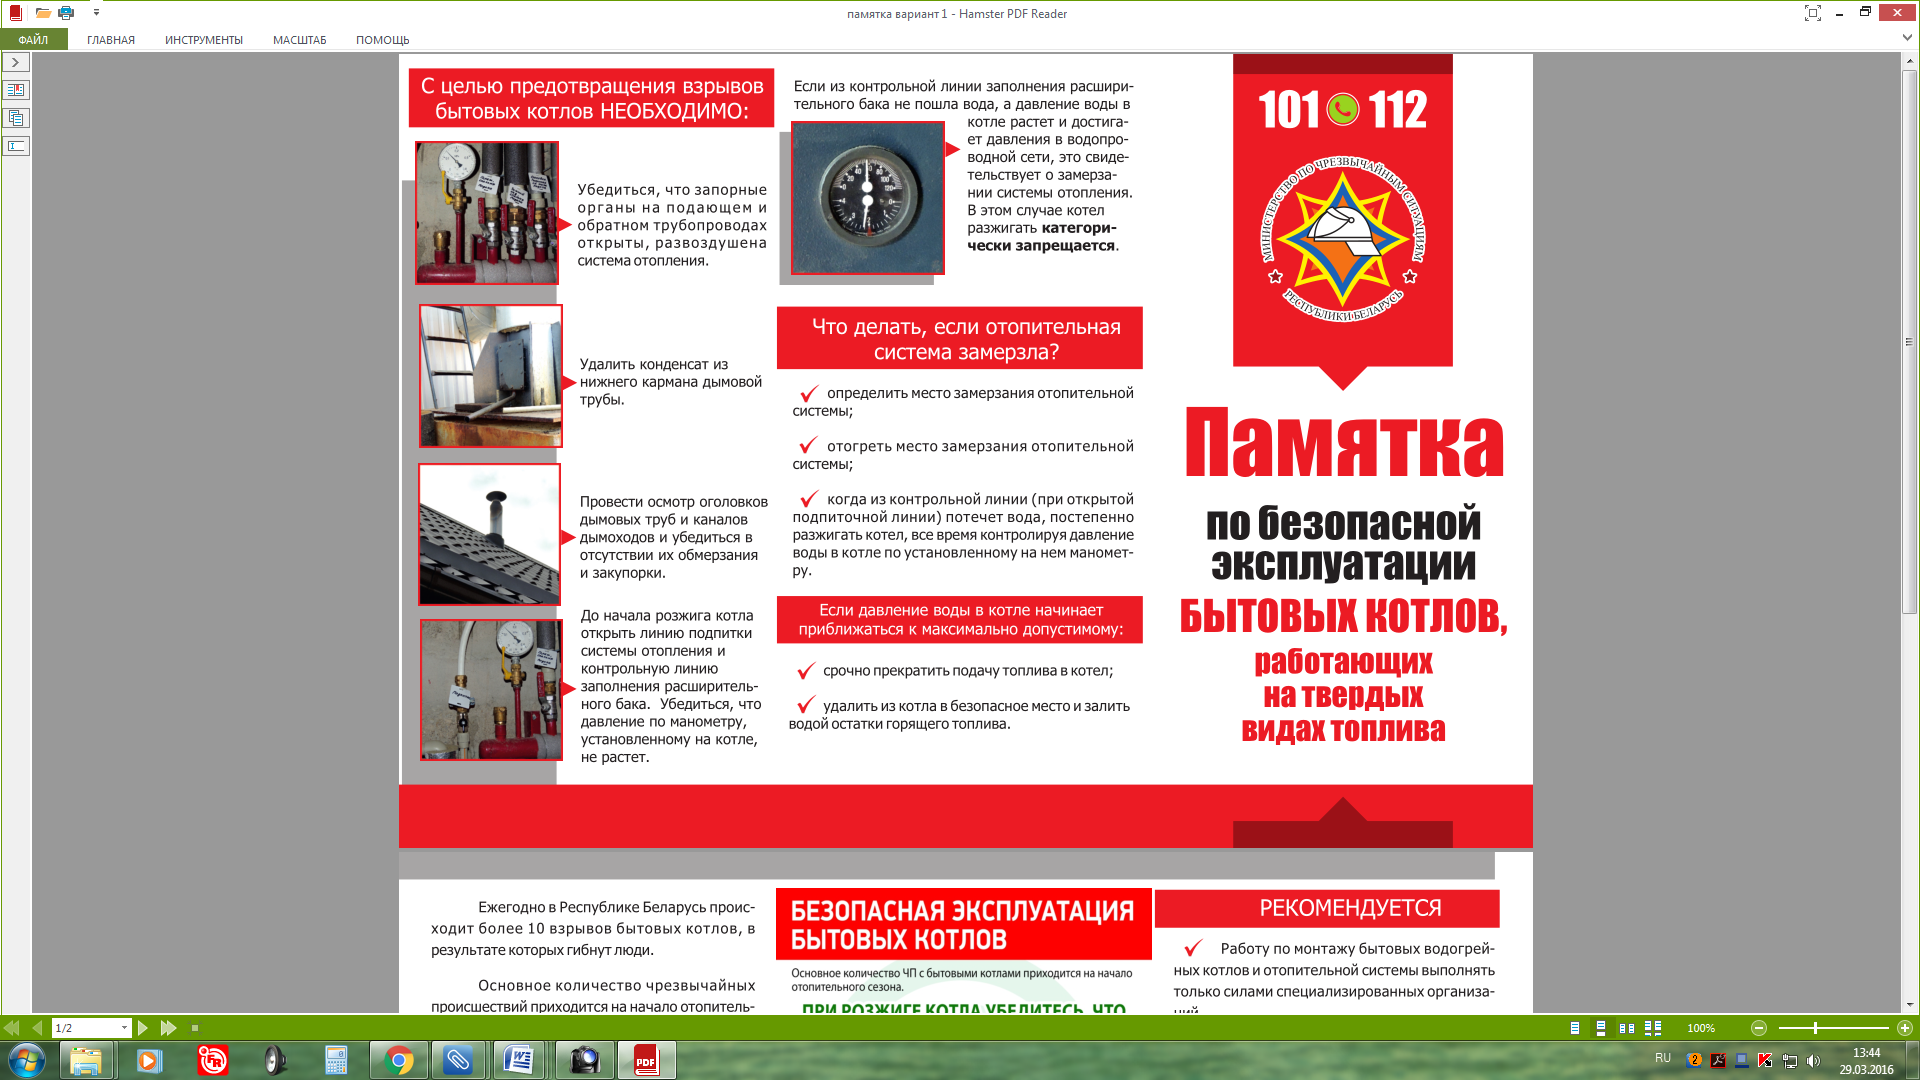 памятка вариант 1 - Hamster PDF Reader
ФАЙЛ ГЛАВНАЯ ИНСТРУМЕНТЫ МАСШТАБ ПОМОЩЬ
С целью предотвращения взрывов
бытовых котлов НЕОБХОДИМО:
Убедиться, что запорные
органы на подающем и
обратном трубопроводах
открыты, развоздушена
система отопления.
Удалить конденсат из
нижнего кармана дымовой
трубы.
Провести осмотр оголовков
дымовых труб и каналов
дымоходов и убедиться в
отсутствии их обмерзания
и закупорки.
До начала розжига котла
открыть линию подпитки
системы отопления и
контрольную линию
заполнения расширитель-
ного бака. Убедиться, что
давление по манометру,
установленному на котле,
не растет.
Если из контрольной линии заполнения расшири-
тельного бака не пошла вода, а давление воды в
котле растет и достига-
ет давления в водопро-
водной сети, это свиде-
тельствует о замерза-
нии системы отопления.
В этом случае котел
разжигать категори-
чески запрещается.
Что делать, если отопительная
система замерзла?
определить место замерзания отопительной
системы;
отогреть место замерзания отопительной
системы;
когда из контрольной линии (при открытой
подпиточной линии) потечет вода, постепенно
разжигать котел, все время контролируя давление
воды в котле по установленному на нем маномет-
ру.
Если давление воды в котле начинает
приближаться к максимально допустимому:
срочно прекратить подачу топлива в котел;
удалить из котла в безопасное место и залить
водой остатки горящего топлива.
101 112
МИНИСТЕРСТВО ПО ЧРЕЗВЫЧАЙНЫМ СИТУАЦИЯМ
РЕСПУБЛИКИ БЕЛАРУСЬ
Памятка
по безопасной
эксплуатации
БЫТОВЫХ КОТЛОВ,
работающих
на твердых
видах топлива
Ежегодно в Республике Беларусь проис-
ходит более 10 взрывов бытовых котлов, в
результате которых гибнут люди.
Основное количество чрезвычайных
происшествий приходится на начало отопитель-
БЕЗОПАСНАЯ ЭКСПЛУАТАЦИЯ
БЫТОВЫХ КОТЛОВ
Основное количество ЧП с бытовыми котлами приходится на начало
отопительного сезона.
ПРИ РОЗЖИГЕ КОТЛА УБЕДИТЕСЬ, ЧТО
РЕКОМЕНДУЕТСЯ
Работу по монтажу бытовых водогрей-
ных котлов и отопительной системы выполнять
только силами специализированных организа-
ций.
1/2
100%
RU
13:44
29.03.2016